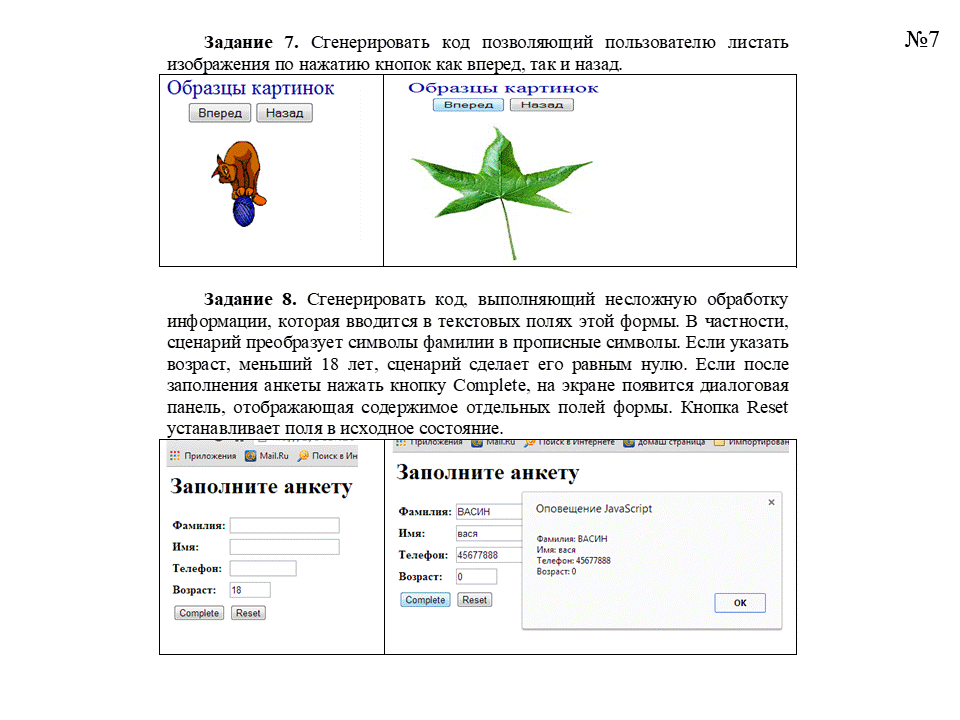 №7
Задание 7. Сгенерировать код позволяющий пользователю листать
изображения по нажатию кнопок как вперед, так и назад.
Образцы картинок
Вперед Назад
Образцы картинок
Вперед Назад
Задание 8. Сгенерировать код, выполняющий несложную обработку
информации, которая вводится в текстовых полях этой формы. В частности,
сценарий преобразует символы фамилии в прописные символы. Если указать
возраст, меньший 18 лет, сценарий сделает его равным нулю. Если после
заполнения анкеты нажать кнопку Complete, на экране появится диалоговая
панель, отображающая содержимое отдельных полей формы. Кнопка Reset
устанавливает поля в исходное состояние.
Приложения Mail.Ru Поиск в Ин
Заполните анкету
Фамилия:
Имя:
Телефон:
Возраст: 18
Complete Reset
Приложения Mail.Ru Поиск в Интернете домаш страница Импортирован
Заполните анкету
Фамилия: ВАСИН
Имя: вася
Телефон: 45677888
Возраст: 0
Complete Reset
Оповещение JavaScript
×
Фамилия: ВАСИН
Имя: вася
Телефон: 45677888
Возраст: 0
ОК